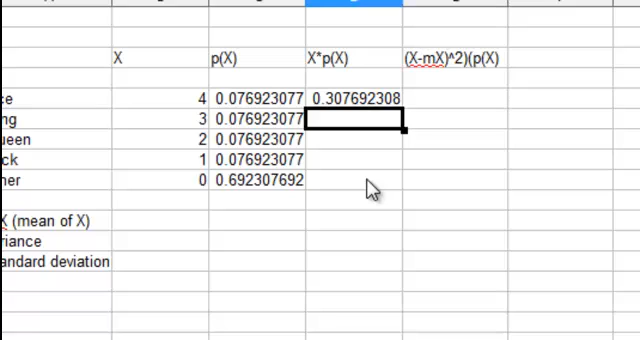 X p(X) X*p(X) (X-mX)^2)(p(X)
ce 4 0.076923077 0.307692308
ng 3 0.076923077
ueen 2 0.076923077
ck 1 0.076923077
her 0 0.692307692
X (mean of X)
riance
andard deviation